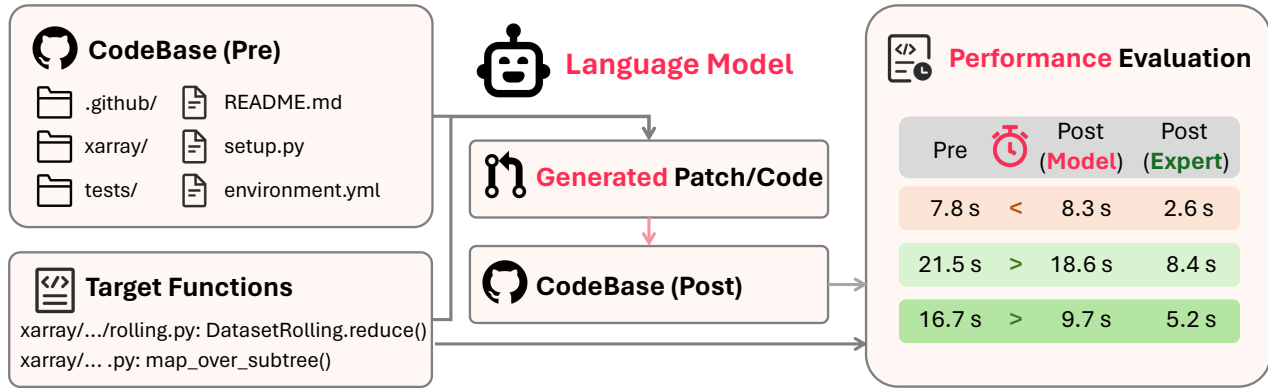 CodeBase (Pre)
.github/
README.md
xarray/
setup.py
tests/
environment.yml
Target Functions
xarray/.../rolling.py: DatasetRolling.reduce()
xarray/... .py: map_over_subtree()
Language Model
Generated Patch/Code
CodeBase (Post)
Performance Evaluation
Pre
Post
(Model)
Post
(Expert)
7.8 s < 8.3 s 2.6 s
21.5 s > 18.6 s 8.4 s
16.7 s > 9.7 s 5.2 s